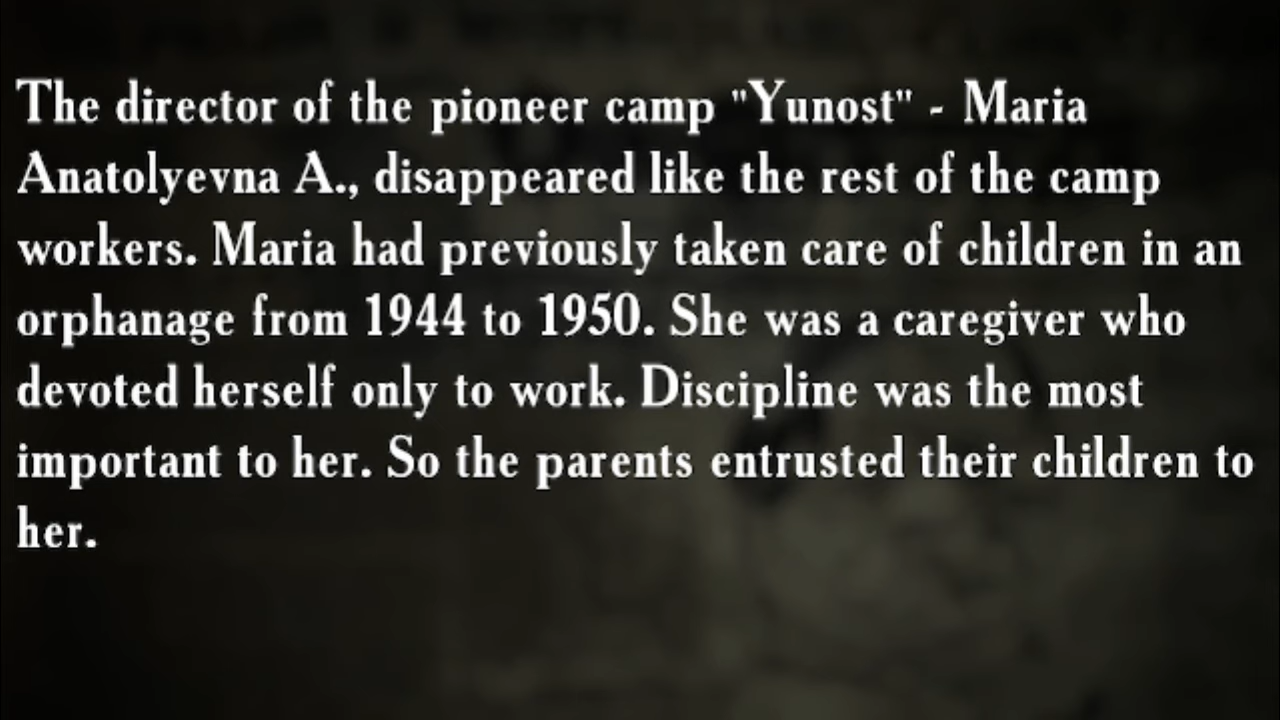 The director of the pioneer camp "Yunost" - Maria
Anatolyevna A., disappeared like the rest of the camp
workers. Maria had previously taken care of children in an
orphanage from 1944 to 1950. She was a caregiver who
devoted herself only to work. Discipline was the most
important to her. So the parents entrusted their children to
her.